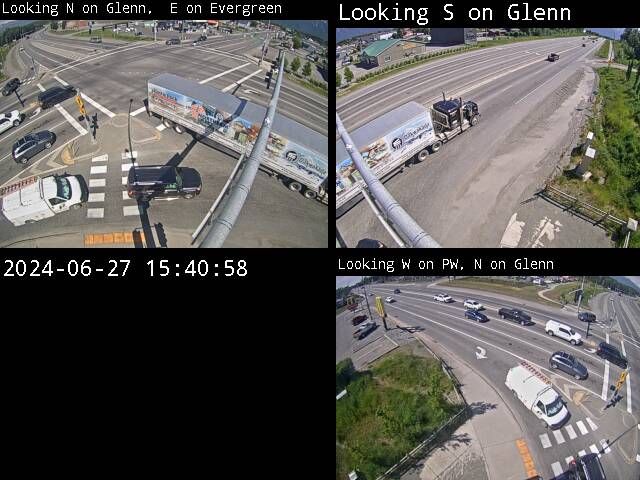 Looking N on Glenn,  E on Evergreen
Looking S on Glenn
2024-06-27 15:40:58
Looking W on PW, N on Glenn